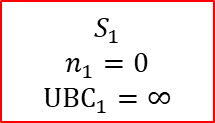 S₁
n₁ = 0
UBC₁ = ∞